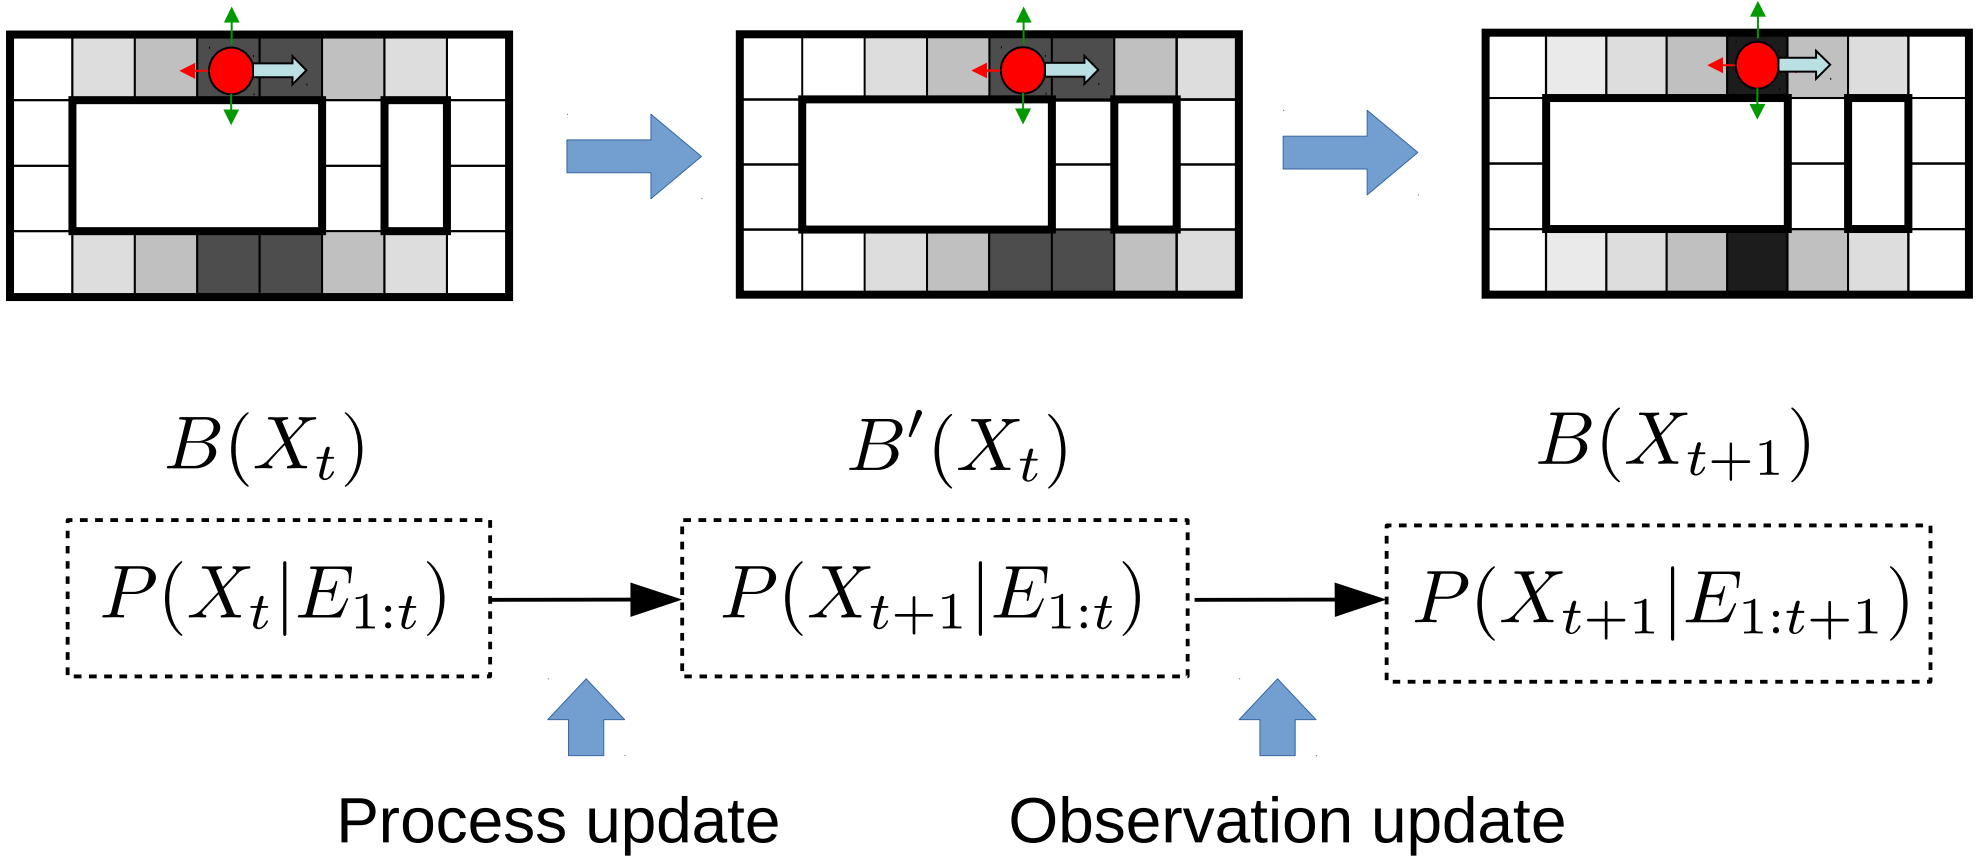 B(X_t) B′(X_t) B(X_{t+1})
P(X_t|E_{1:t}) P(X_{t+1}|E_{1:t}) P(X_{t+1}|E_{1:t+1})
Process update Observation update